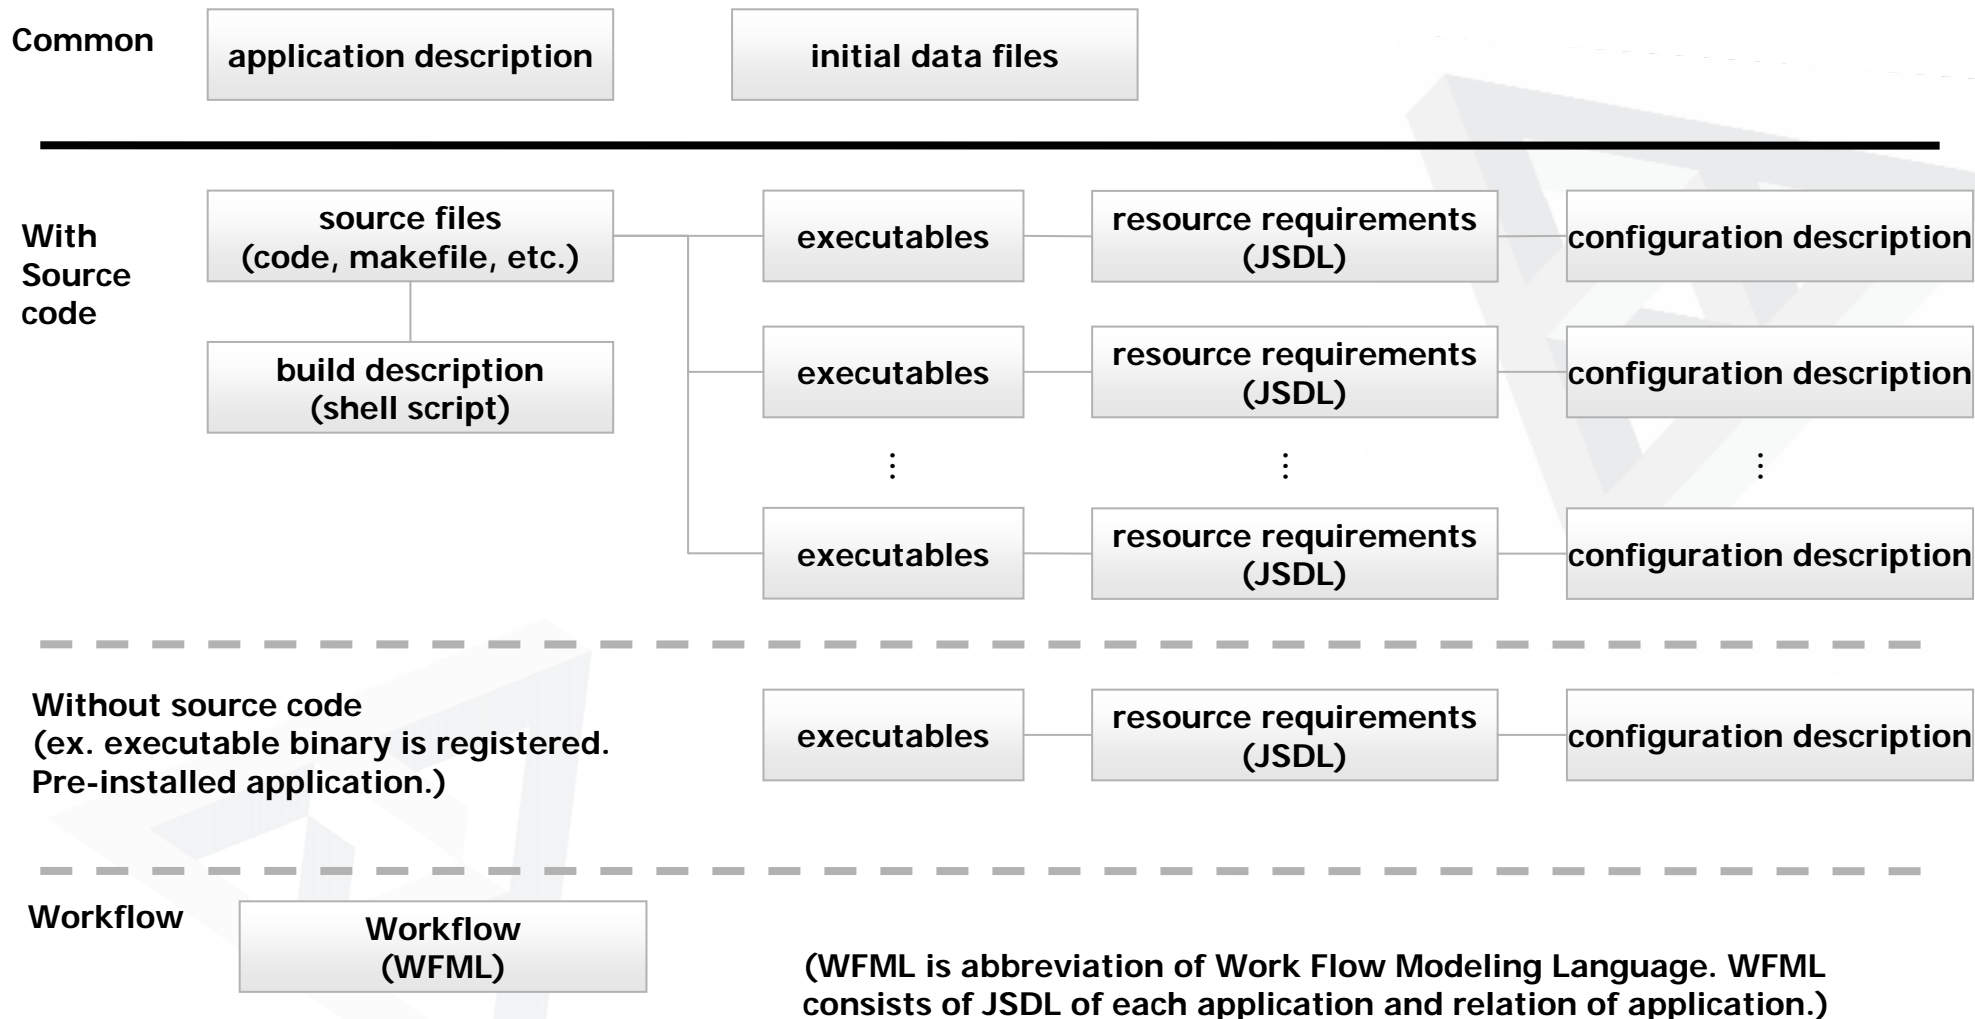 Common
application description
initial data files
With
Source
code
source files
(code, makefile, etc.)
build description
(shell script)
executables
resource requirements
(JSDL)
configuration description
executables
resource requirements
(JSDL)
configuration description
⋮
⋮
⋮
executables
resource requirements
(JSDL)
configuration description
Without source code
(ex. executable binary is registered.
Pre-installed application.)
executables
resource requirements
(JSDL)
configuration description
Workflow
Workflow
(WFML)
(WFML is abbreviation of Work Flow Modeling Language. WFML
consists of JSDL of each application and relation of application.)